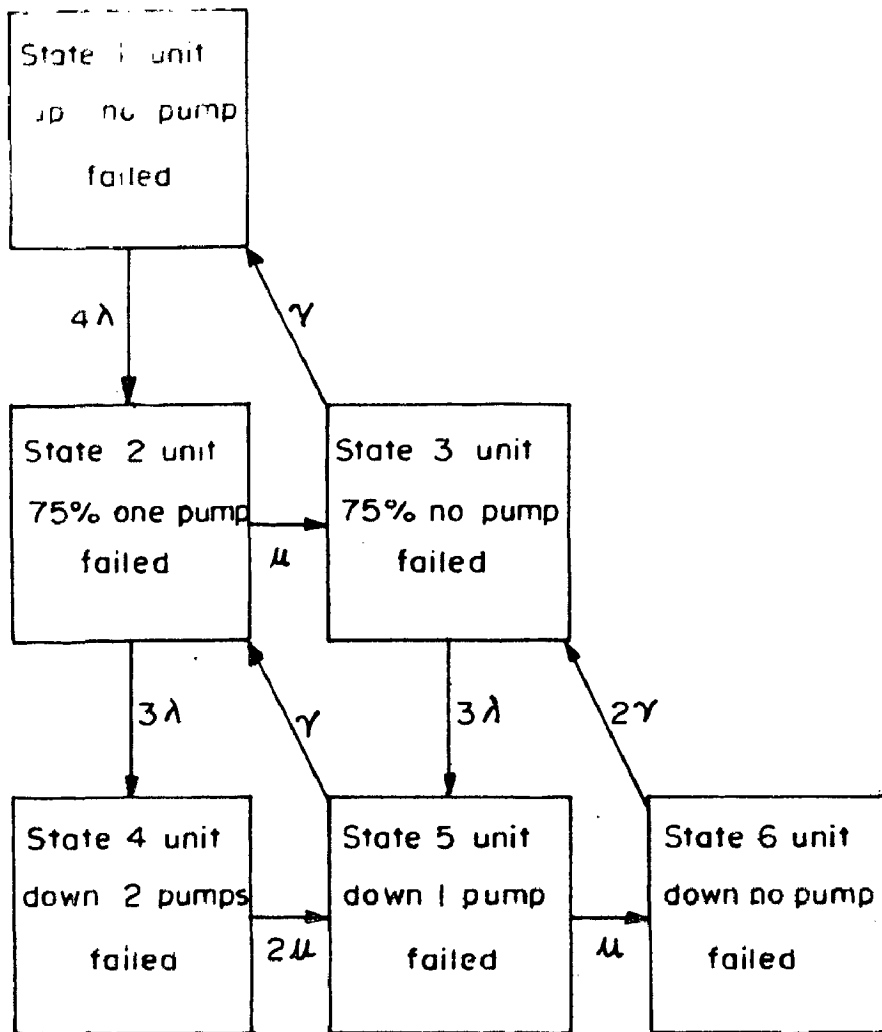 State 1 unit
up no pump
failed
4λ
γ
State 2 unit
75% one pump
failed
μ
State 3 unit
75% no pump
failed
3λ
γ
3λ
2γ
State 4 unit
down 2 pumps
failed
2μ
State 5 unit
down 1 pump
failed
μ
State 6 unit
down no pump
failed